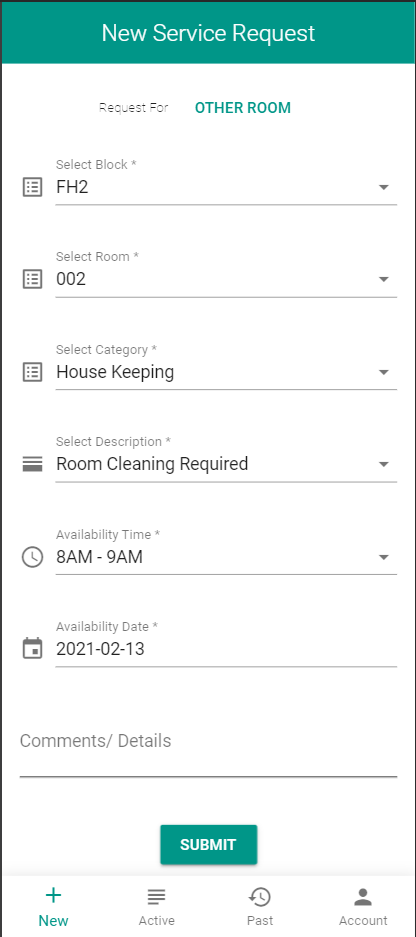 New Service Request
Request For OTHER ROOM
Select Block *
FH2
Select Room *
002
Select Category *
House Keeping
Select Description *
Room Cleaning Required
Availability Time *
8AM - 9AM
Availability Date *
2021-02-13
Comments/ Details
SUBMIT
New Active Past Account